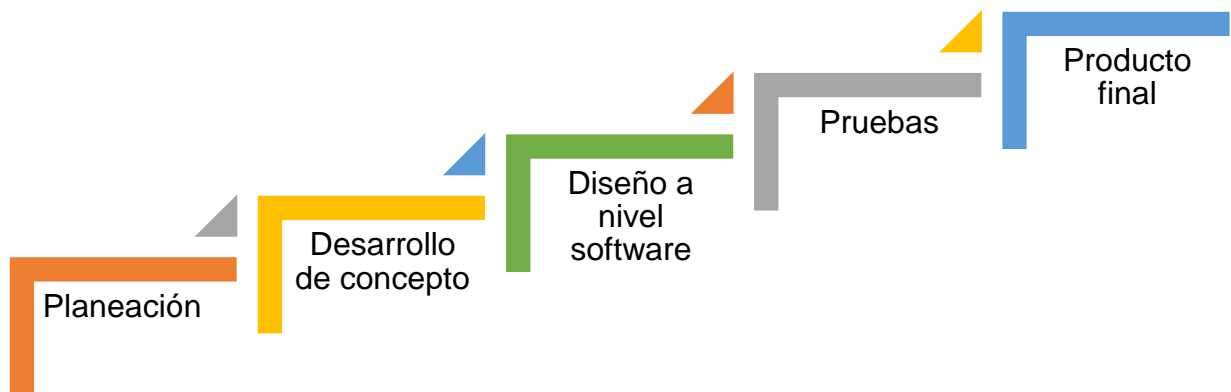 Planeación
Desarrollo
de concepto
Diseño a
nivel
software
Pruebas
Producto
final